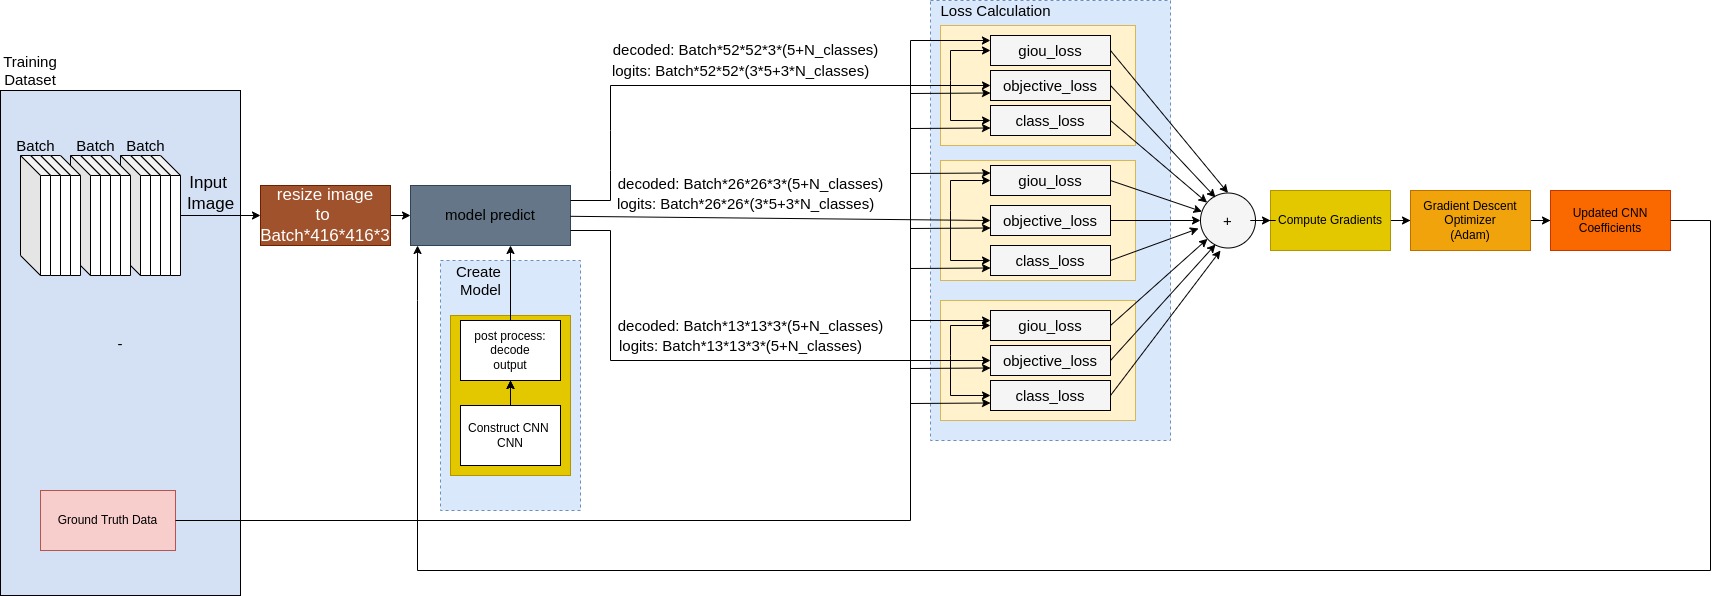 Training
Dataset
Batch
Batch
Batch
Input
Image
-
Ground Truth Data
resize image
to
Batch*416*416*3
model predict
Create
Model
post process:
decode
output
Construct CNN
CNN
decoded: Batch*52*52*3*(5+N_classes)
logits: Batch*52*52*(3*5+3*N_classes)
decoded: Batch*26*26*3*(5+N_classes)
logits: Batch*26*26*(3*5+3*N_classes)
decoded: Batch*13*13*3*(5+N_classes)
logits: Batch*13*13*3*(5+N_classes)
Loss Calculation
giou_loss
objective_loss
class_loss
giou_loss
objective_loss
class_loss
giou_loss
objective_loss
class_loss
+
Compute Gradients
Gradient Descent
Optimizer
(Adam)
Updated CNN
Coefficients